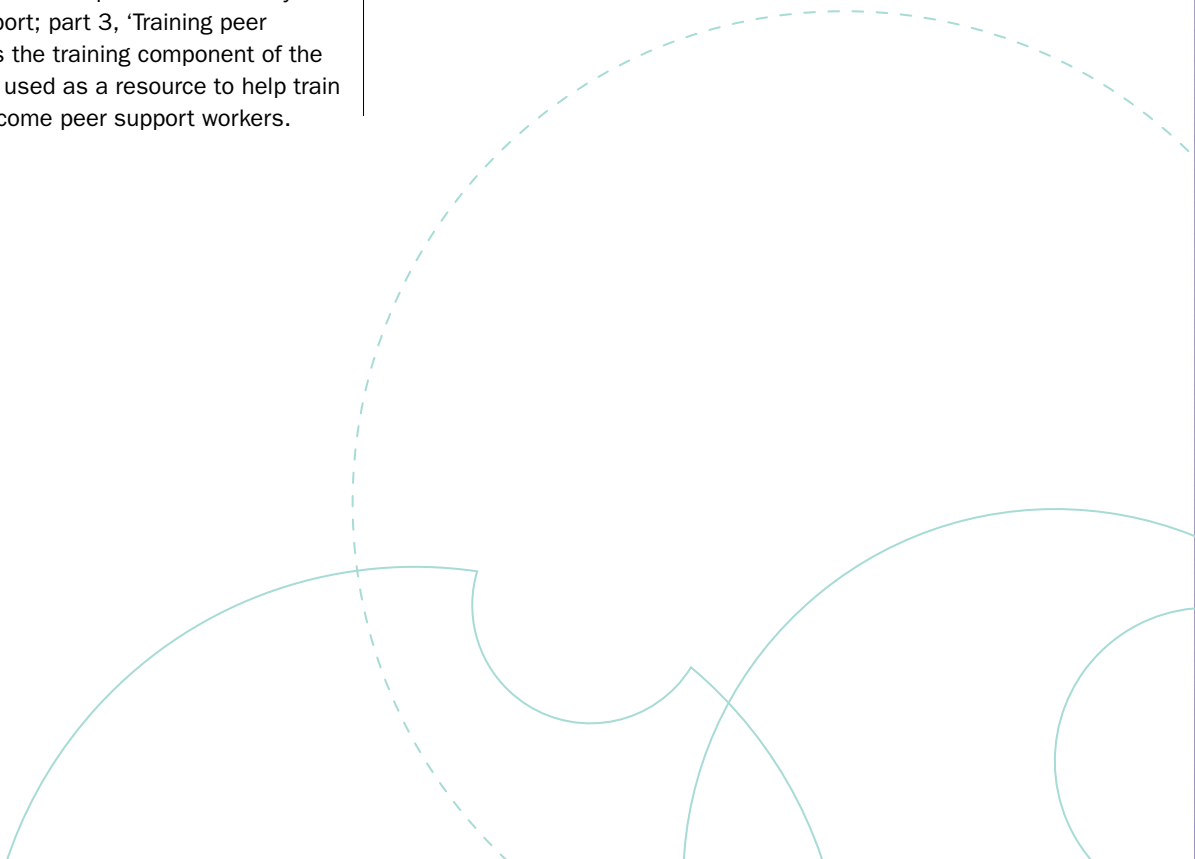 port; part 3, ‘Training peer
s the training component of the
used as a resource to help train
come peer support workers.